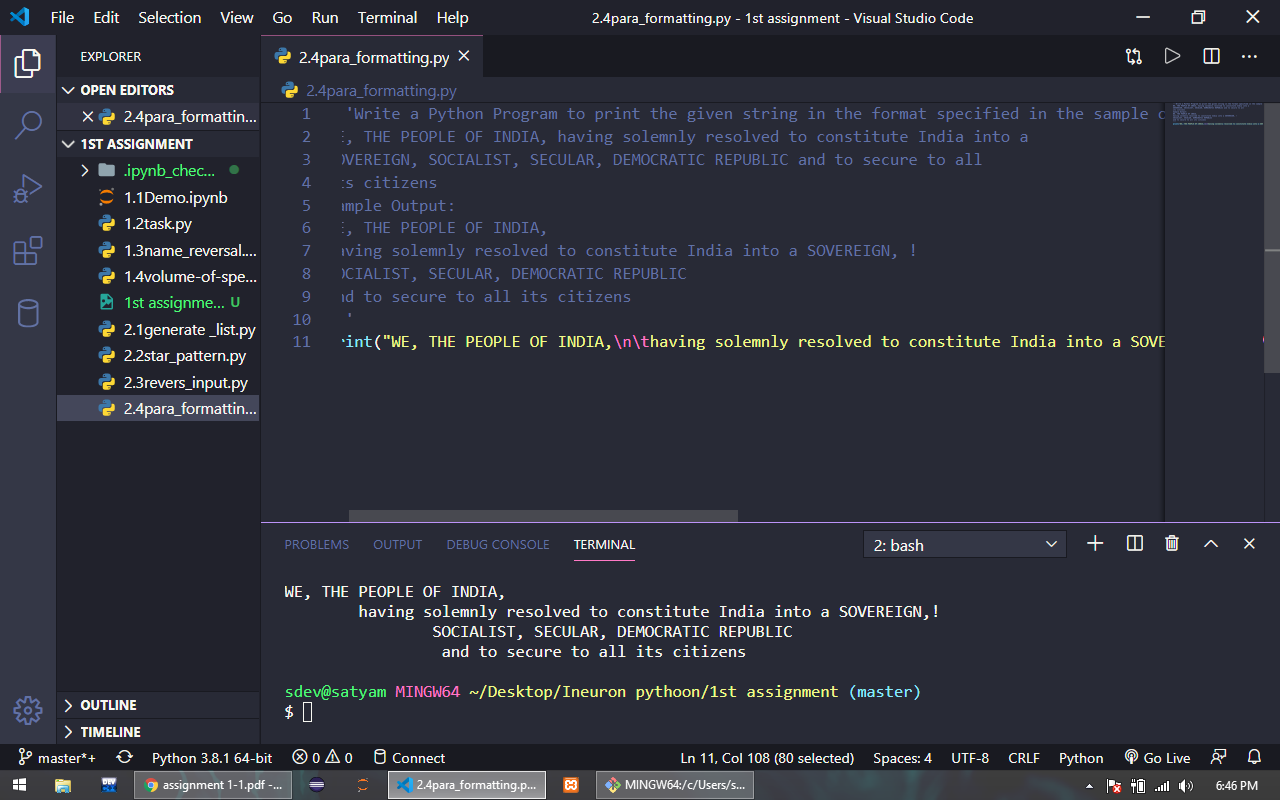 File Edit Selection View Go Run Terminal Help 2.4para_formatting.py - 1st assignment - Visual Studio Code
EXPLORER
OPEN EDITORS
2.4para_formattin...
1ST ASSIGNMENT
.ipynb_chec...
1.1Demo.ipynb
1.2task.py
1.3name_reversal....
1.4volume-of-spe...
1st assignme... U
2.1generate _list.py
2.2star_pattern.py
2.3revers_input.py
2.4para_formattin...
OUTLINE
TIMELINE
2.4para_formatting.py
2.4para_formatting.py
1 'Write a Python Program to print the given string in the format specified in the sample
2 E, THE PEOPLE OF INDIA, having solemnly resolved to constitute India into a
3 OVEREIGN, SOCIALIST, SECULAR, DEMOCRATIC REPUBLIC and to secure to all
4 ts citizens
5 ample Output:
6 E, THE PEOPLE OF INDIA,
7 aving solemnly resolved to constitute India into a SOVEREIGN, !
8 OCIALIST, SECULAR, DEMOCRATIC REPUBLIC
9 nd to secure to all its citizens
10 '
11 rint("WE, THE PEOPLE OF INDIA,\n\thaving solemnly resolved to constitute India into a SOVE
PROBLEMS OUTPUT DEBUG CONSOLE TERMINAL 2: bash
WE, THE PEOPLE OF INDIA,
having solemnly resolved to constitute India into a SOVEREIGN,!
SOCIALIST, SECULAR, DEMOCRATIC REPUBLIC
and to secure to all its citizens
sdev@satyam MINGW64 ~/Desktop/Ineuron pythoon/1st assignment (master)
$
master*+ Python 3.8.1 64-bit 0 0 Connect Ln 11, Col 108 (80 selected) Spaces: 4 UTF-8 CRLF Python Go Live
assignment 1-1.pdf -... 2.4para_formatting.p... MINGW64:/c/Users/s... 6:46 PM